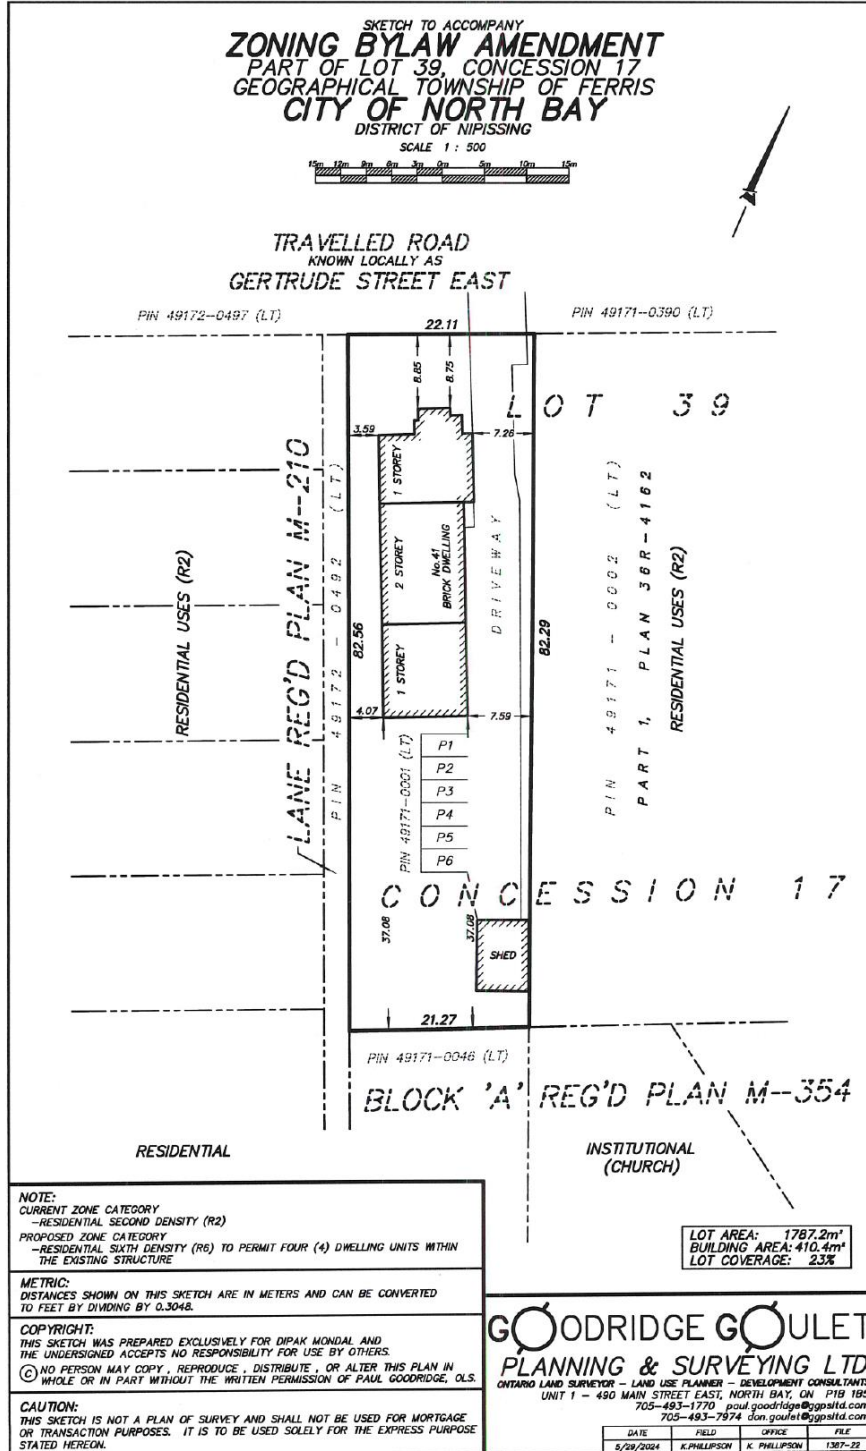 SKETCH TO ACCOMPANY
ZONING BYLAW AMENDMENT
PART OF LOT 39, CONCESSION 17
GEOGRAPHICAL TOWNSHIP OF FERRIS
CITY OF NORTH BAY
DISTRICT OF NIPISSING
SCALE 1 : 500
15m 12m 9m 6m 3m 0m 5m 10m 15m
TRAVELLED ROAD
KNOWN LOCALLY AS
GERTRUDE STREET EAST
PIN 49172-0497 (LT)
22.11
PIN 49171-0390 (LT)
8.85
8.75
LOT 39
3.59
7.26
1 STOREY
2 STOREY
No.41
BRICK DWELLING
1 STOREY
DRIVEWAY
RESIDENTIAL USES (R2)
LANE REG'D PLAN M-210
PIN 49172-0492 (LT)
82.56
82.29
PIN 49171-0002 (LT)
PART 1, PLAN 36R-4162
RESIDENTIAL USES (R2)
4.07
7.59
PIN 49171-0001 (LT)
P1
P2
P3
P4
P5
P6
CONCESSION 17
37.08
37.08
SHED
21.27
PIN 49171-0046 (LT)
BLOCK 'A' REG'D PLAN M-354
RESIDENTIAL
INSTITUTIONAL
(CHURCH)
NOTE:
CURRENT ZONE CATEGORY
-RESIDENTIAL SECOND DENSITY (R2)
PROPOSED ZONE CATEGORY
-RESIDENTIAL SIXTH DENSITY (R6) TO PERMIT FOUR (4) DWELLING UNITS WITHIN
THE EXISTING STRUCTURE
LOT AREA: 1787.2m²
BUILDING AREA: 410.4m²
LOT COVERAGE: 23%
METRIC:
DISTANCES SHOWN ON THIS SKETCH ARE IN METERS AND CAN BE CONVERTED
TO FEET BY DIVIDING BY 0.3048.
COPYRIGHT:
THIS SKETCH WAS PREPARED EXCLUSIVELY FOR DIPAK MONDAL AND
THE UNDERSIGNED ACCEPTS NO RESPONSIBILITY FOR USE BY OTHERS.
© NO PERSON MAY COPY, REPRODUCE, DISTRIBUTE, OR ALTER THIS PLAN IN
WHOLE OR IN PART WITHOUT THE WRITTEN PERMISSION OF PAUL GOODRIDGE, OLS.
CAUTION:
THIS SKETCH IS NOT A PLAN OF SURVEY AND SHALL NOT BE USED FOR MORTGAGE
OR TRANSACTION PURPOSES. IT IS TO BE USED SOLELY FOR THE EXPRESS PURPOSE
STATED HEREON.
GOODRIDGE GOULET
PLANNING & SURVEYING LTD
ONTARIO LAND SURVEYOR - LAND USE PLANNER - DEVELOPMENT CONSULTANTS
UNIT 1 - 490 MAIN STREET EAST, NORTH BAY, ON P1B 1B5
705-493-1770 paul.goodridge@ggpsltd.com
705-493-7974 don.goulet@ggpsltd.com
DATE FIELD OFFICE FILE
5/29/2024 K.PHILLIPSON K. PHILLIPSON 1387-22